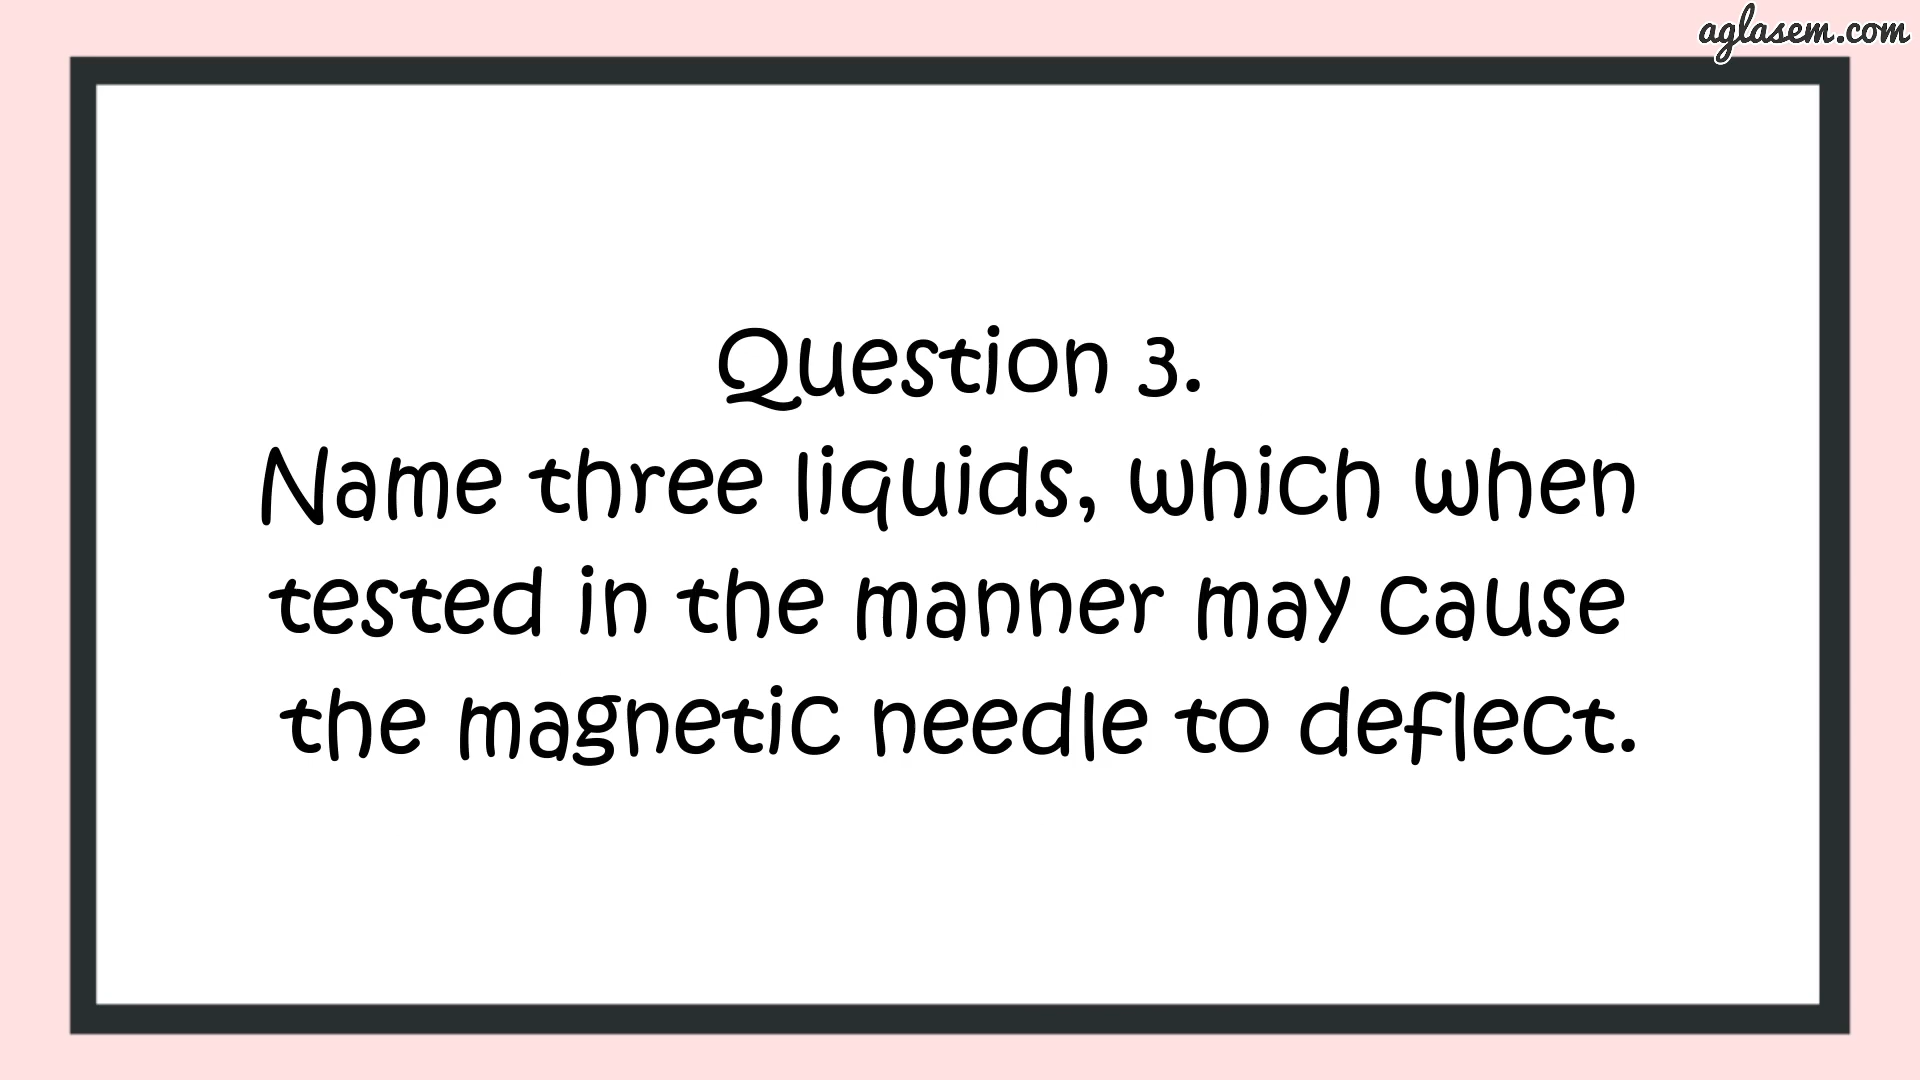 aglasem.com
Question 3.
Name three liquids, which when
tested in the manner may cause
the magnetic needle to deflect.